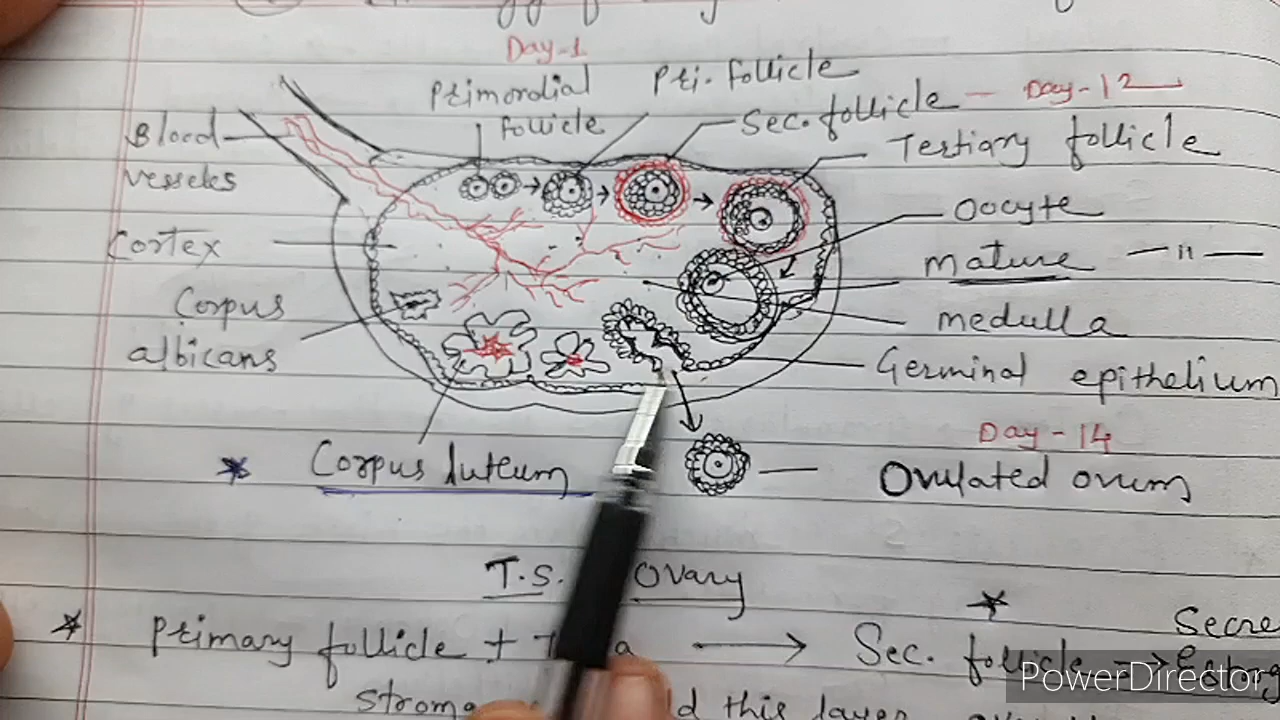 Day-1
Primordial
follicle
Pri. follicle
Sec. follicle - Day-12
Tertiary follicle
Blood
vessels
Oocyte
Cortex
mature — " —
Corpus
albicans
medulla
Germinal epithelium
Day-14
* Corpus luteum
Ovulated ovum
T.S. Ovary
* Primary follicle + → Sec. follicle → Secre
stroma this layer
PowerDirector